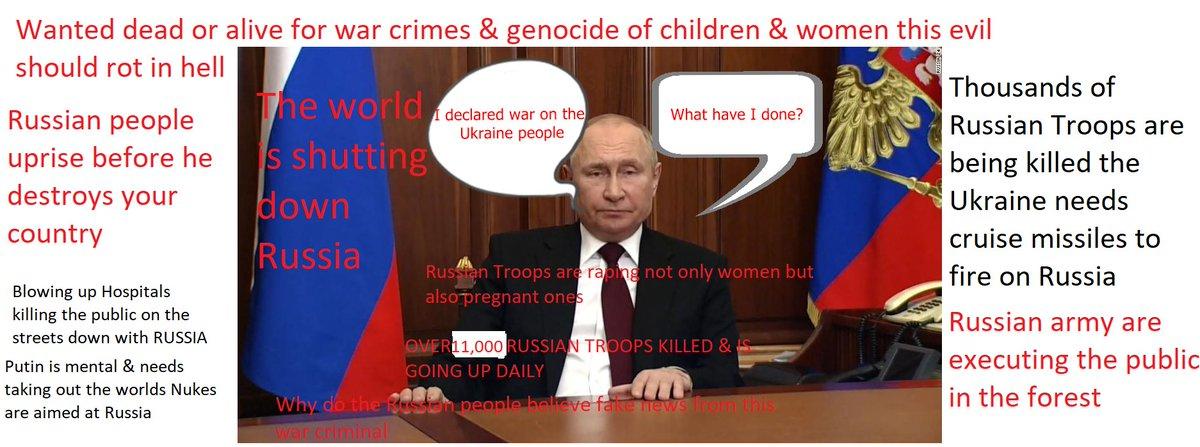 Wanted dead or alive for war crimes & genocide of children & women this evil
should rot in hell
Russian people
uprise before he
destroys your
country
Blowing up Hospitals
killing the public on the
streets down with RUSSIA
Putin is mental & needs
taking out the worlds Nukes
are aimed at Russia
The world
is shutting
down
Russia
I declared war on the
Ukraine people
What have I done?
Russian Troops are raping not only women but
also pregnant ones
OVER 11,000 RUSSIAN TROOPS KILLED & IS
GOING UP DAILY
Why do the Russian people believe fake news from this
war criminal
Thousands of
Russian Troops are
being killed the
Ukraine needs
cruise missiles to
fire on Russia
Russian army are
executing the public
in the forest